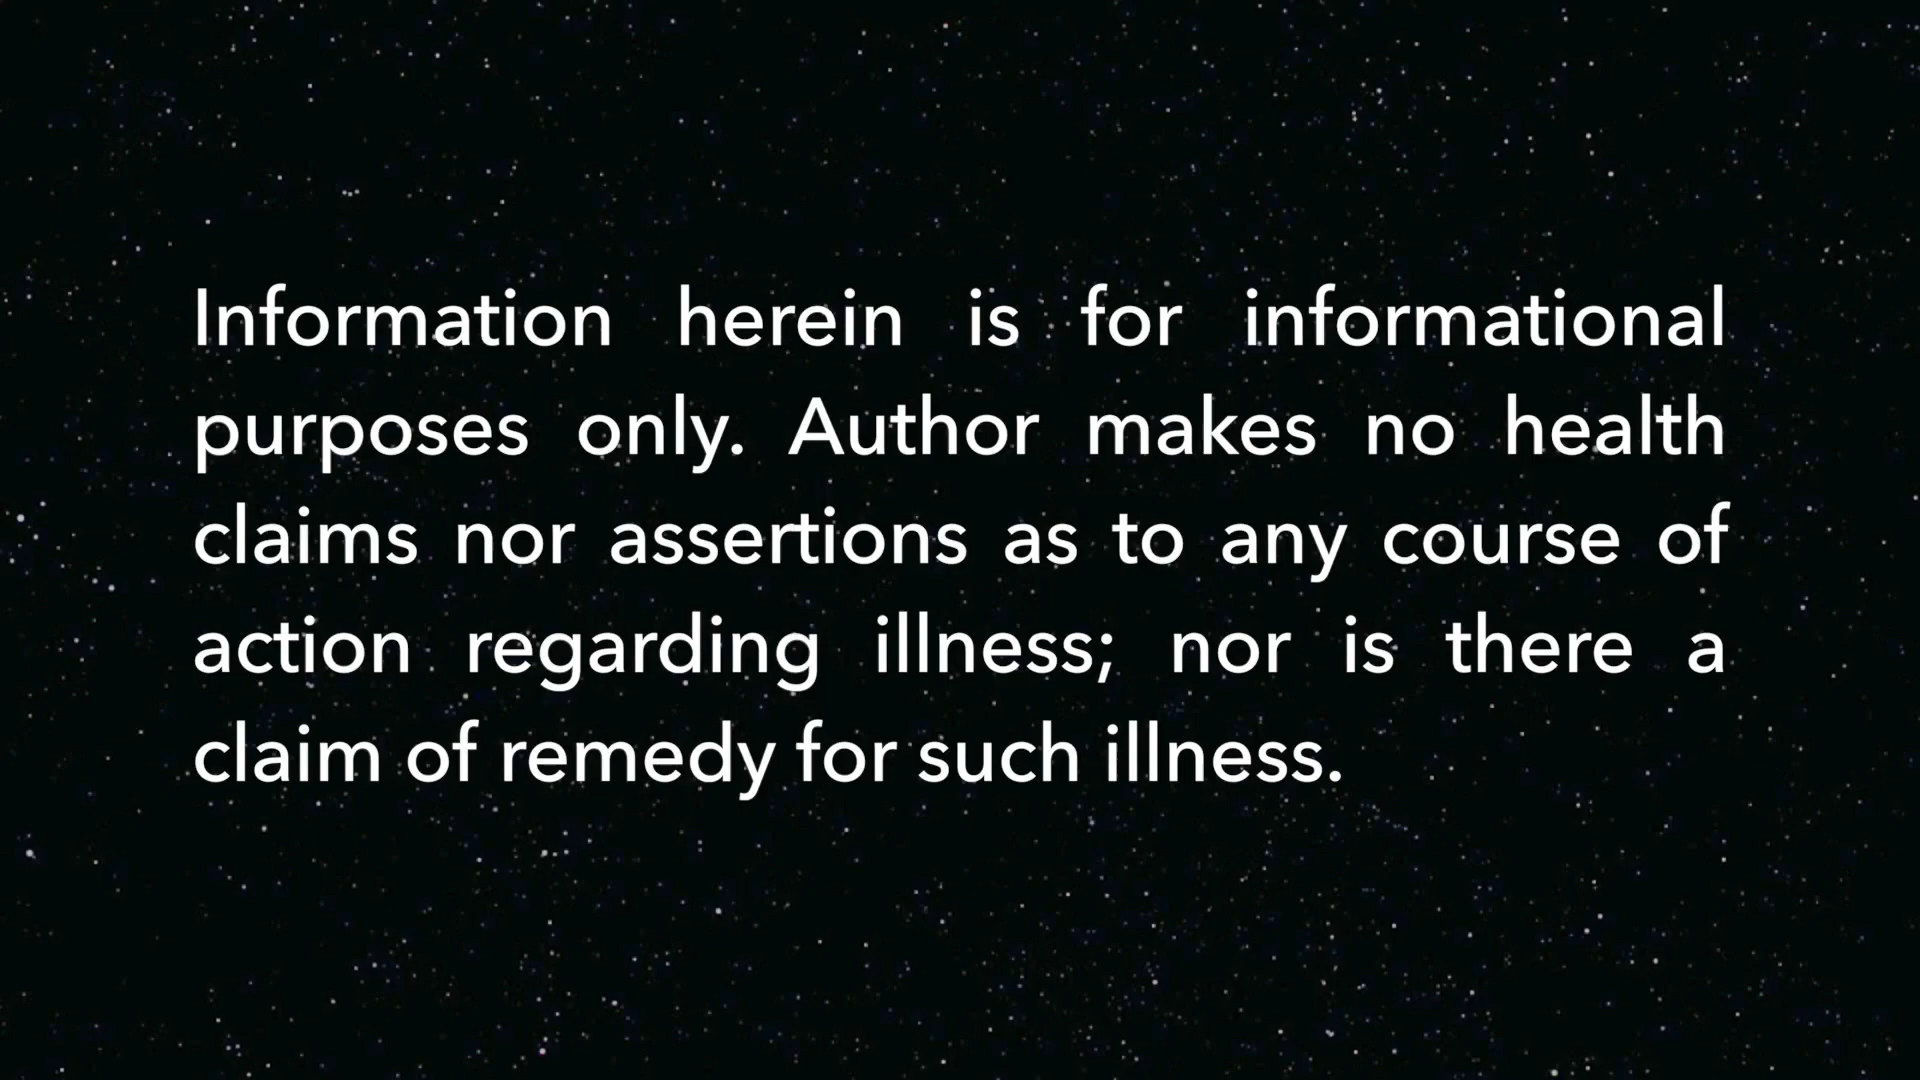 Information herein is for informational
purposes only. Author makes no health
claims nor assertions as to any course of
action regarding illness; nor is there a
claim of remedy for such illness.